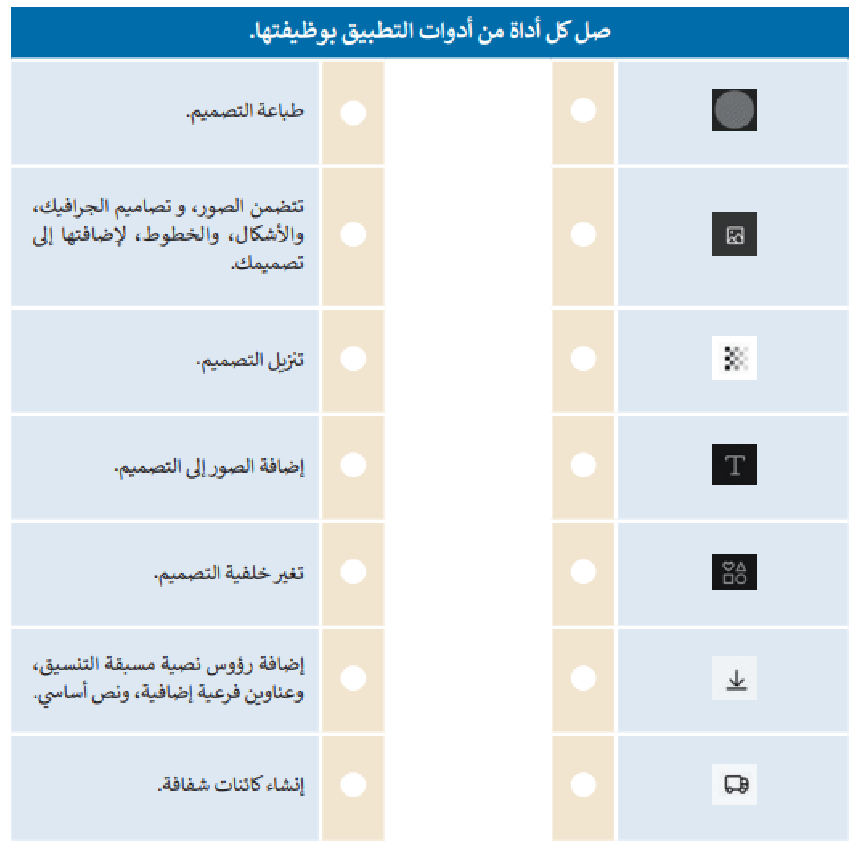 صل كل أداة من أدوات التطبيق بوظيفتها.
طباعة التصميم.
تتضمن الصور، و تصاميم الجرافيك،
والأشكال، والخطوط، لإضافتها إلى
تصميمك.
تنزيل التصميم.
T
إضافة الصور إلى التصميم.
تغير خلفية التصميم.
إضافة رؤوس نصية مسبقة التنسيق،
وعناوين فرعية إضافية، ونص أساسي.
إنشاء كائنات شفافة.